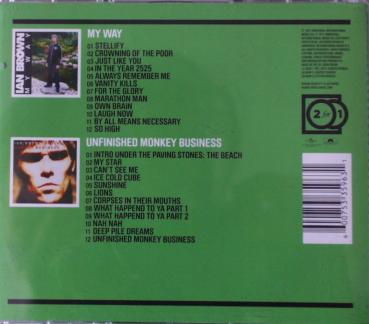 MY WAY
01 STELLIFY
02 CROWNING OF THE POOR
03 JUST LIKE YOU
04 IN THE YEAR 2525
05 ALWAYS REMEMBER ME
06 VANITY KILLS
07 FOR THE GLORY
08 MARATHON MAN
09 OWN BRAIN
10 LAUGH NOW
11 BY ALL MEANS NECESSARY
12 SO HIGH
IAN BROWN
MY WAY
2 for 1
UNFINISHED MONKEY BUSINESS
01 INTRO UNDER THE PAVING STONES: THE BEACH
02 MY STAR
03 CAN'T SEE ME
04 ICE COLD CUBE
05 SUNSHINE
06 LIONS
07 CORPSES IN THEIR MOUTHS
08 WHAT HAPPEND TO YA PART 1
09 WHAT HAPPEND TO YA PART 2
10 NAH NAH
11 DEEP PILE DREAMS
12 UNFINISHED MONKEY BUSINESS